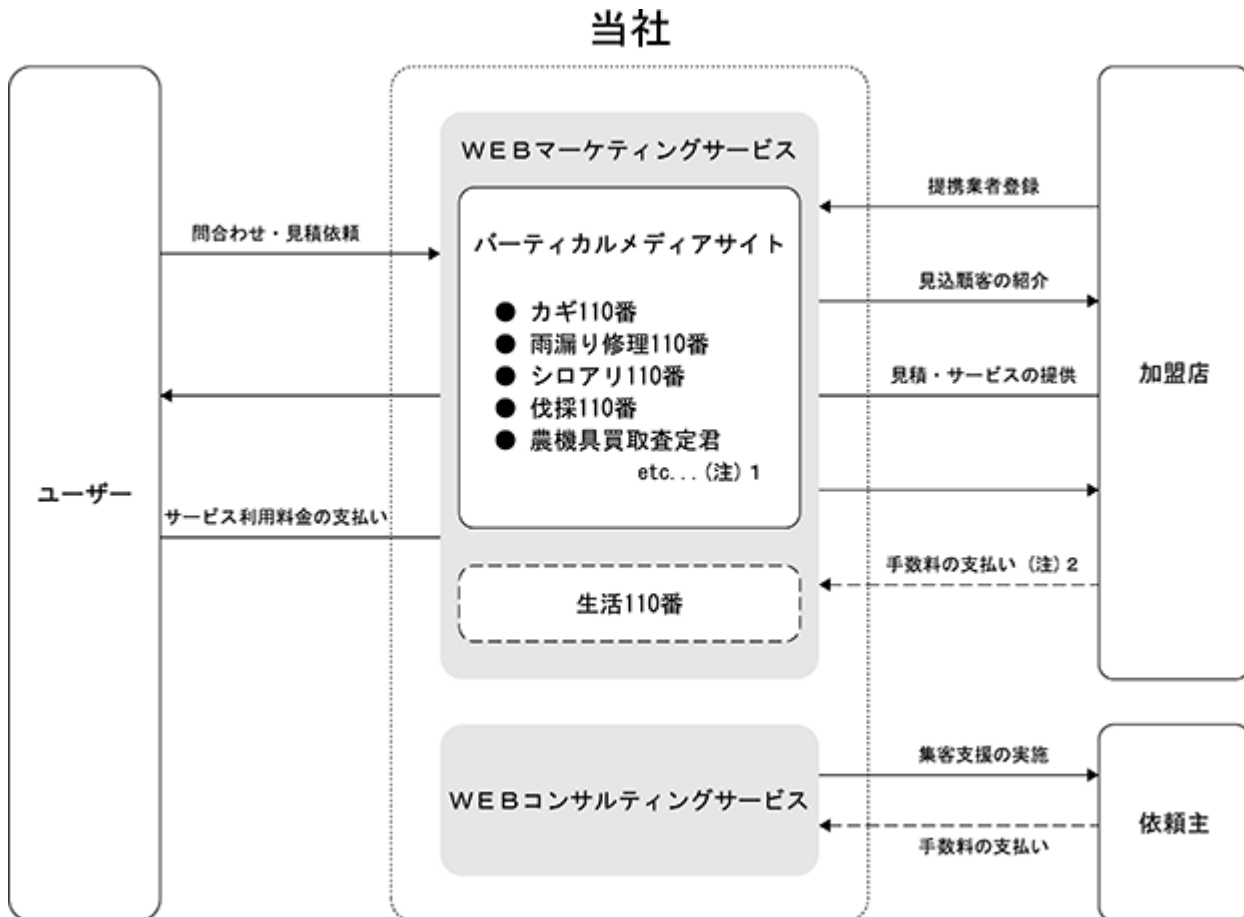 当社
WEBマーケティングサービス
提携業者登録
問合わせ・見積依頼
バーティカルメディアサイト
見込顧客の紹介
● カギ110番
● 雨漏り修理110番
● シロアリ110番
見積・サービスの提供
加盟店
● 伐採110番
● 農機具買取査定君
etc...(注)1
ユーザー
サービス利用料金の支払い
手数料の支払い (注)2
生活110番
集客支援の実施
WEBコンサルティングサービス
依頼主
手数料の支払い